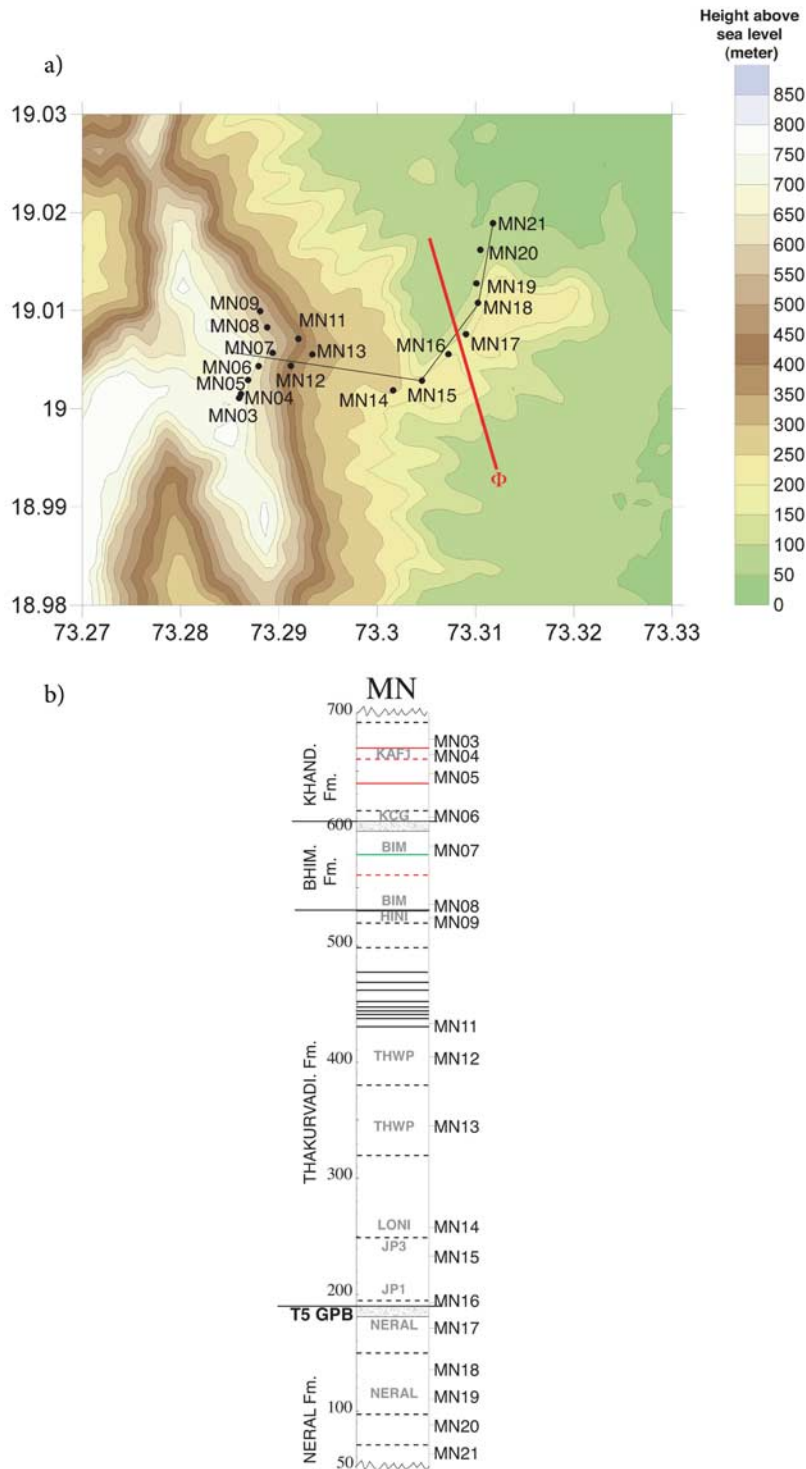 Height above
sea level
(meter)
a)
19.03
19.02
19.01
19
18.99
18.98
73.27
73.28
73.29
73.3
73.31
73.32
73.33
850
800
750
700
650
600
550
500
450
400
350
300
250
200
150
100
50
0
MN21
MN20
MN19
MN18
MN09
MN08
MN11
MN07
MN13
MN16
MN17
MN06
MN05
MN12
MN04
MN03
MN14
MN15
Φ
b)
MN
700
MN03
KAF1
MN04
MN05
KHAND.
Fm.
KCG
MN06
600
BIM
MN07
BHIM.
Fm.
BIM
MN08
HINI
MN09
500
MN11
400
THWP
MN12
THAKURVADI. Fm.
THWP
MN13
300
LONI
MN14
JP3
MN15
200
JP1
MN16
T5 GPB
NERAL
MN17
MN18
NERAL
MN19
NERAL Fm.
100
MN20
MN21
50